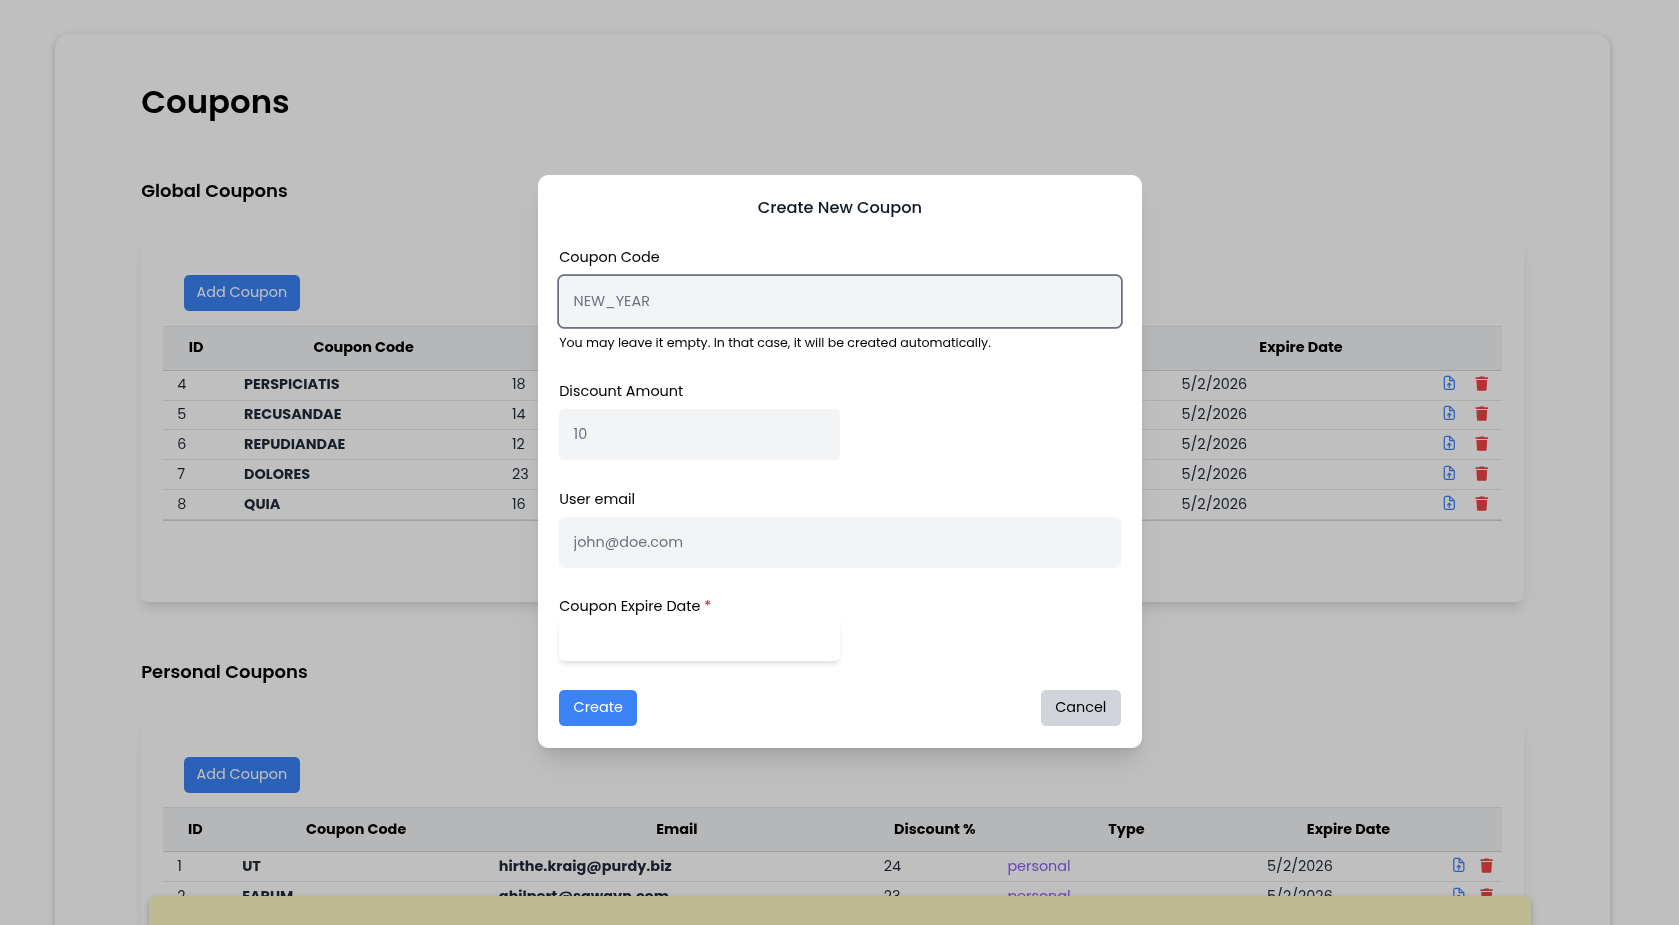 Coupons
Global Coupons
Add Coupon
ID Coupon Code Expire Date
4 PERSPICIATIS 18 5/2/2026
5 RECUSANDAE 14 5/2/2026
6 REPUDIANDAE 12 5/2/2026
7 DOLORES 23 5/2/2026
8 QUIA 16 5/2/2026
Create New Coupon
Coupon Code
NEW_YEAR
You may leave it empty. In that case, it will be created automatically.
Discount Amount
10
User email
john@doe.com
Coupon Expire Date *
Create Cancel
Personal Coupons
Add Coupon
ID Coupon Code Email Discount % Type Expire Date
1 UT hirthe.kraig@purdy.biz 24 personal 5/2/2026
2 EARUM 23 personal 5/2/2026